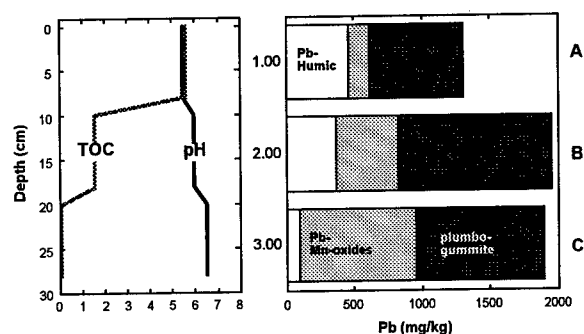 0
5
10
15
20
25
30
Depth (cm)
TOC
pH
0 1 2 3 4 5 6 7 8
1.00
2.00
3.00
Pb-
Humic
Pb-
Mn-oxides
plumbo-
gummite
A
B
C
0 500 1000 1500 2000
Pb (mg/kg)